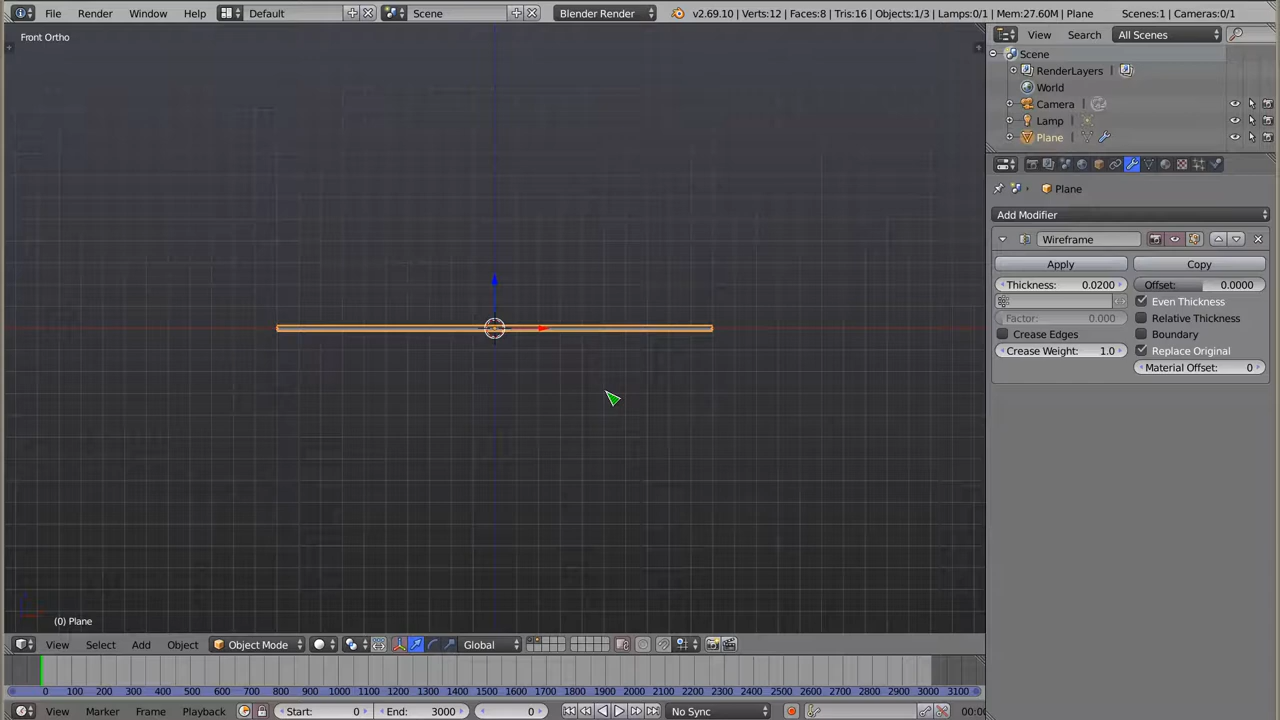 File Render Window Help Default Scene Blender Render v2.69.10 | Verts:12 | Faces:8 | Tris:16 | Objects:1/3 | Lamps:0/1 | Mem:27.60M | Plane Scenes:1 | Cameras:0/1
Front Ortho
View Search All Scenes
Scene
RenderLayers |
World
Camera |
Lamp |
Plane |
Plane
Add Modifier
Wireframe
Apply Copy
Thickness: 0.0200 Offset: 0.0000
Even Thickness
Factor: 0.000 Relative Thickness
Crease Edges Boundary
Crease Weight: 1.0 Replace Original
Material Offset: 0
(0) Plane
View Select Add Object Object Mode Global
0 100 200 300 400 500 600 700 800 900 1000 1100 1200 1300 1400 1500 1600 1700 1800 1900 2000 2100 2200 2300 2400 2500 2600 2700 2800 2900 3000 3100
View Marker Frame Playback Start: 0 End: 3000 0 No Sync 00:0